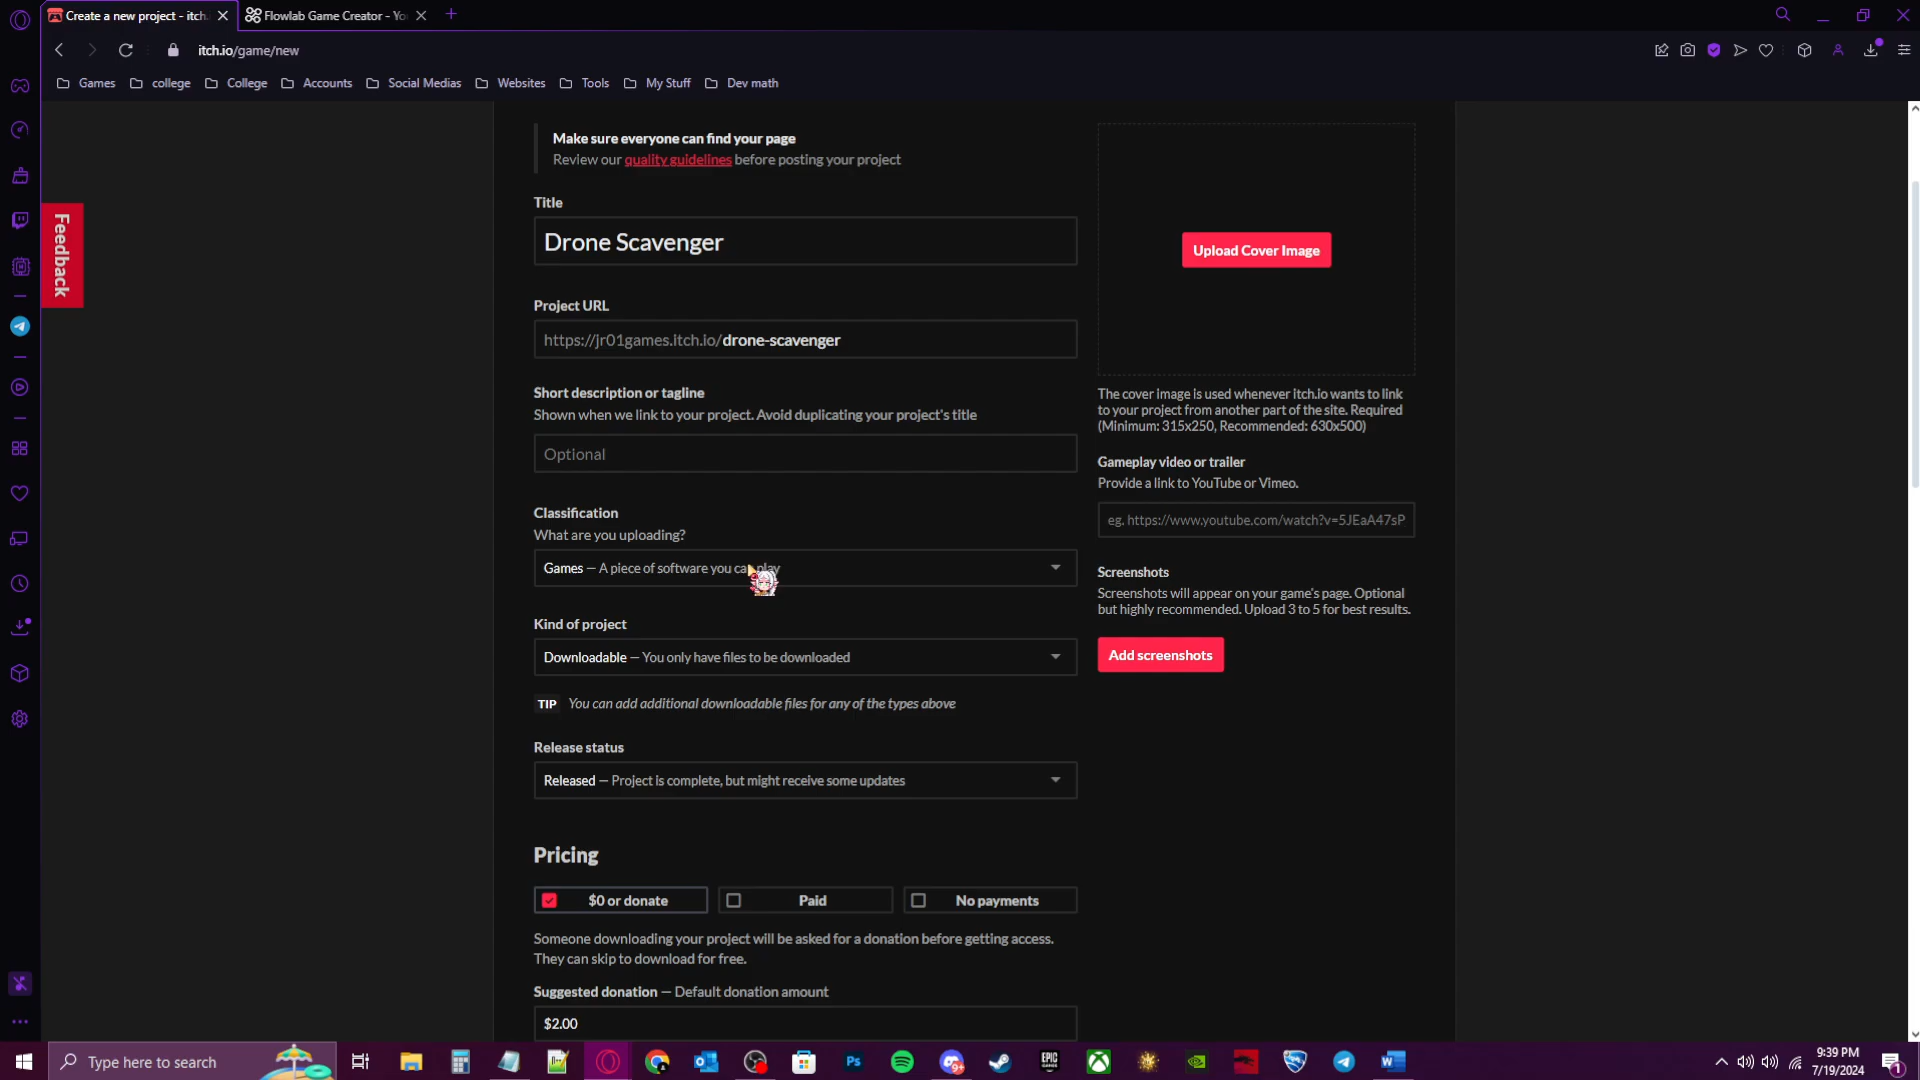 Create a new project - itch.
Flowlab Game Creator - Yo
itch.io/game/new
Games
college
College
Accounts
Social Medias
Websites
Tools
My Stuff
Dev math
Feedback
Make sure everyone can find your page
Review our quality guidelines before posting your project
Title
Drone Scavenger
Project URL
https://jr01games.itch.io/drone-scavenger
Short description or tagline
Shown when we link to your project. Avoid duplicating your project's title
Optional
Classification
What are you uploading?
Games — A piece of software you can play
Kind of project
Downloadable — You only have files to be downloaded
TIP You can add additional downloadable files for any of the types above
Release status
Released — Project is complete, but might receive some updates
Pricing
$0 or donate
Paid
No payments
Someone downloading your project will be asked for a donation before getting access.
They can skip to download for free.
Suggested donation — Default donation amount
$2.00
Upload Cover Image
The cover image is used whenever itch.io wants to link
to your project from another part of the site. Required
(Minimum: 315x250, Recommended: 630x500)
Gameplay video or trailer
Provide a link to YouTube or Vimeo.
eg. https://www.youtube.com/watch?v=5JEaA47sP
Screenshots
Screenshots will appear on your game's page. Optional
but highly recommended. Upload 3 to 5 for best results.
Add screenshots
Type here to search
Ps
9+
EPIC
W
9:39 PM
7/19/2024
1